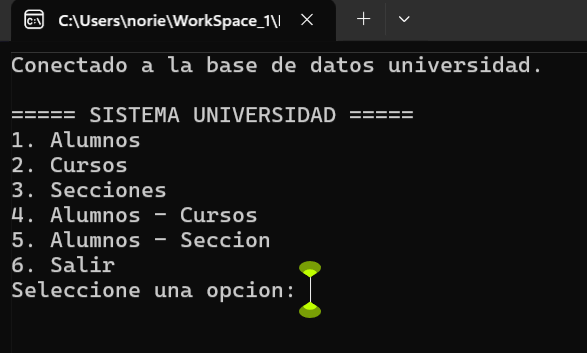 C:\Users\norie\WorkSpace_1\
Conectado a la base de datos universidad.
===== SISTEMA UNIVERSIDAD =====
1. Alumnos
2. Cursos
3. Secciones
4. Alumnos - Cursos
5. Alumnos - Seccion
6. Salir
Seleccione una opcion: